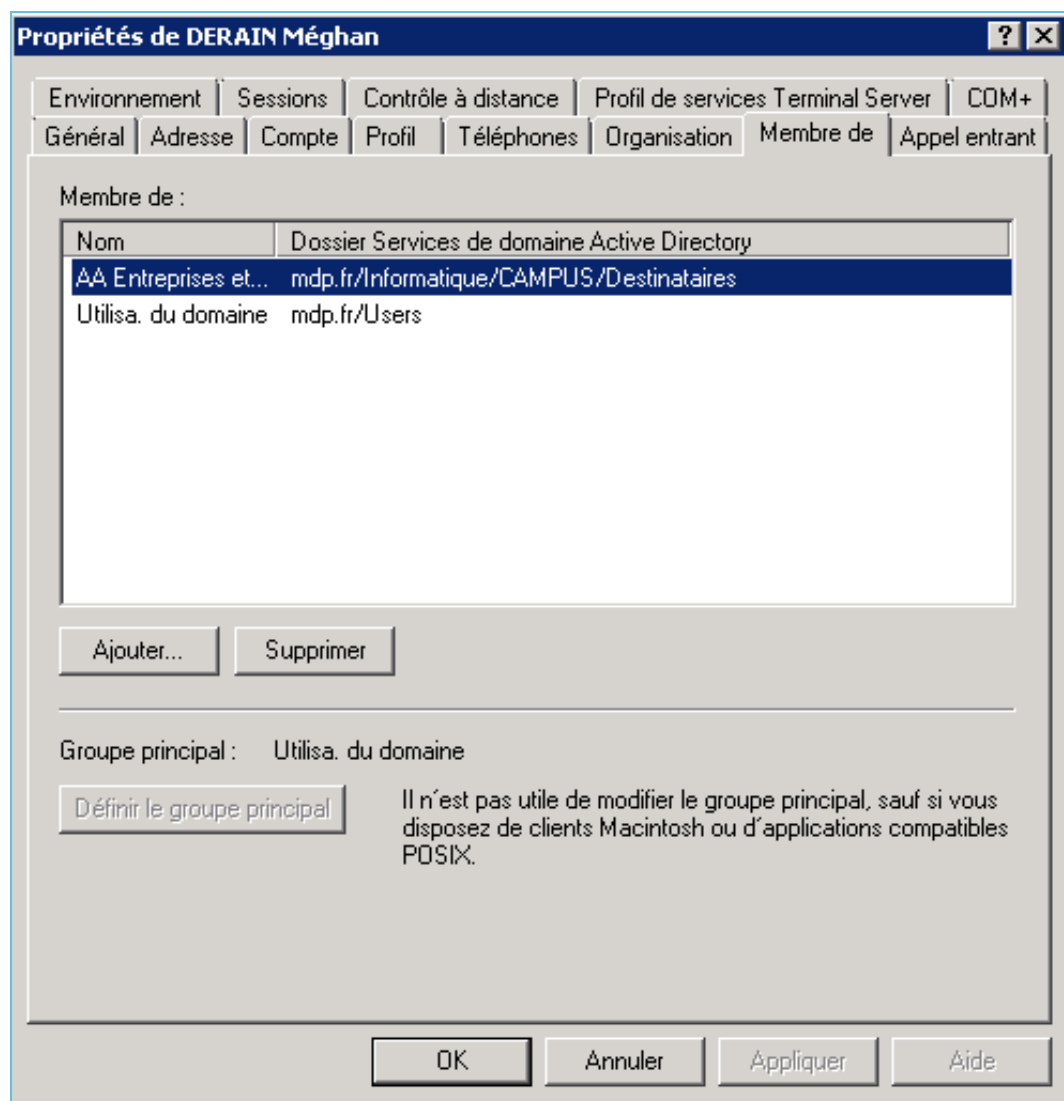 Propriétés de DERAIN Méghan
Environnement Sessions Contrôle à distance Profil de services Terminal Server COM+
Général Adresse Compte Profil Téléphones Organisation Membre de Appel entrant
Membre de :
Nom Dossier Services de domaine Active Directory
AA Entreprises et... mdp.fr/Informatique/CAMPUS/Destinataires
Utilisa. du domaine mdp.fr/Users
Ajouter... Supprimer
Groupe principal : Utilisa. du domaine
Définir le groupe principal
Il n´est pas utile de modifier le groupe principal, sauf si vous
disposez de clients Macintosh ou d´applications compatibles
POSIX.
OK Annuler Appliquer Aide